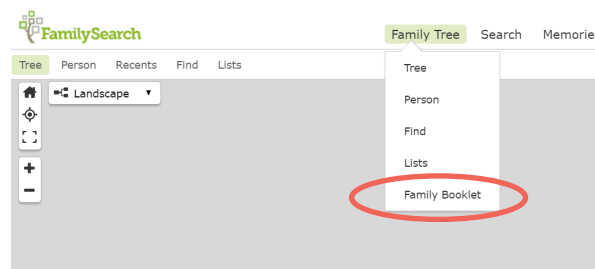 FamilySearch
Family Tree Search Memorie
Tree Person Recents Find Lists
Landscape
Tree
Person
Find
Lists
Family Booklet